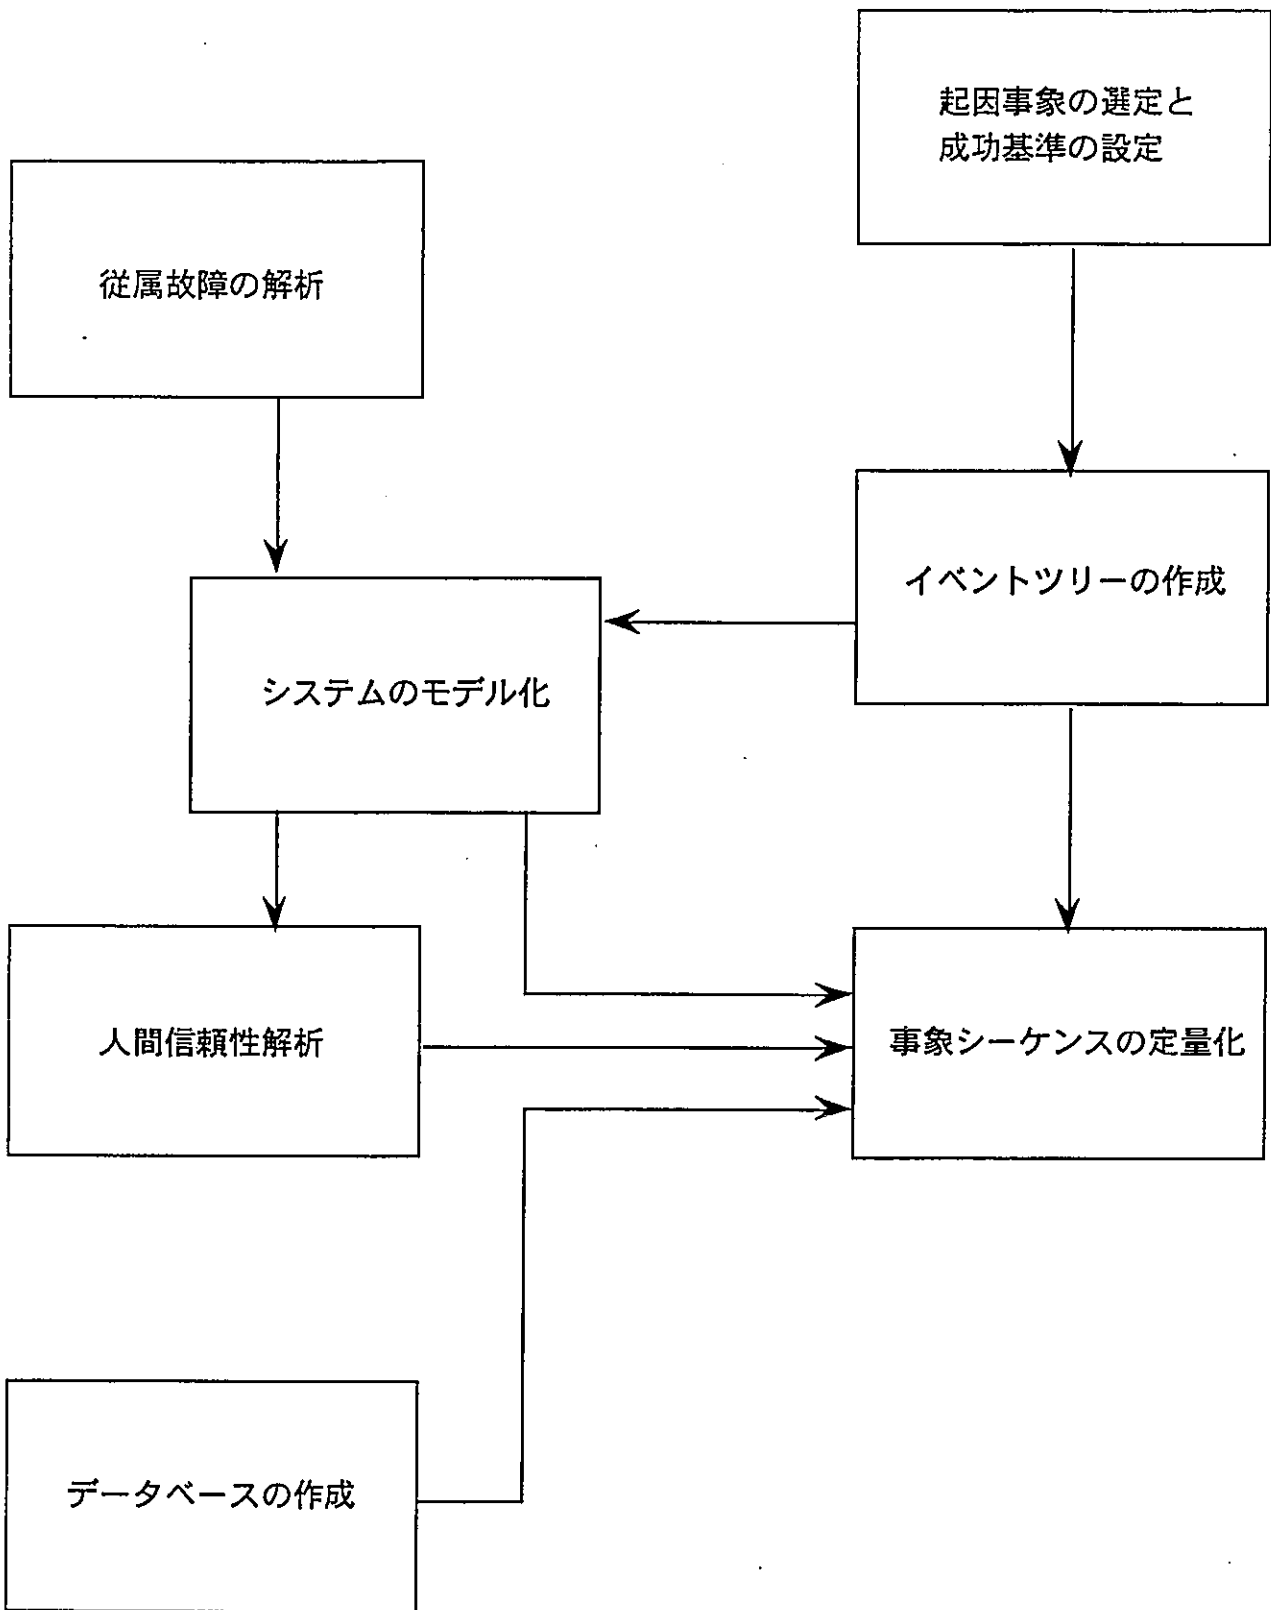 起因事象の選定と
成功基準の設定
従属故障の解析
イベントツリーの作成
システムのモデル化
人間信頼性解析
事象シーケンスの定量化
データベースの作成